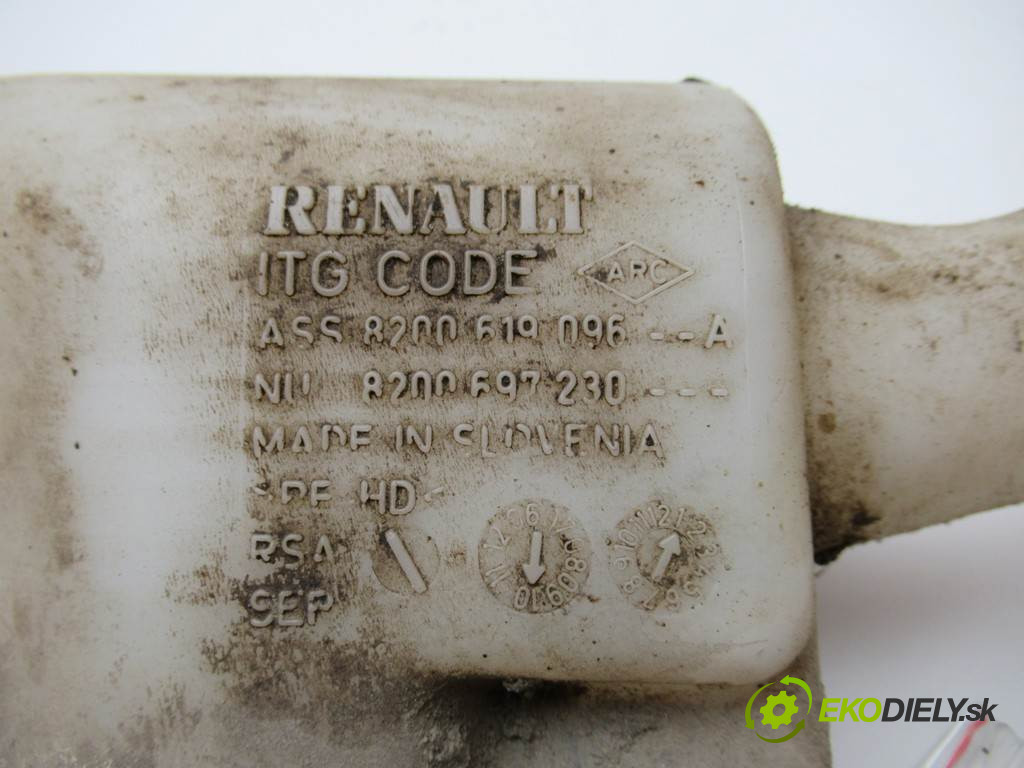 RENAULT
ITG CODE ARC
ASS 8200 619 096 -- A
NU 8200 697 230 ---
MADE IN SLOVENIA
HD
RSA
SEP
EKODIELY.sk